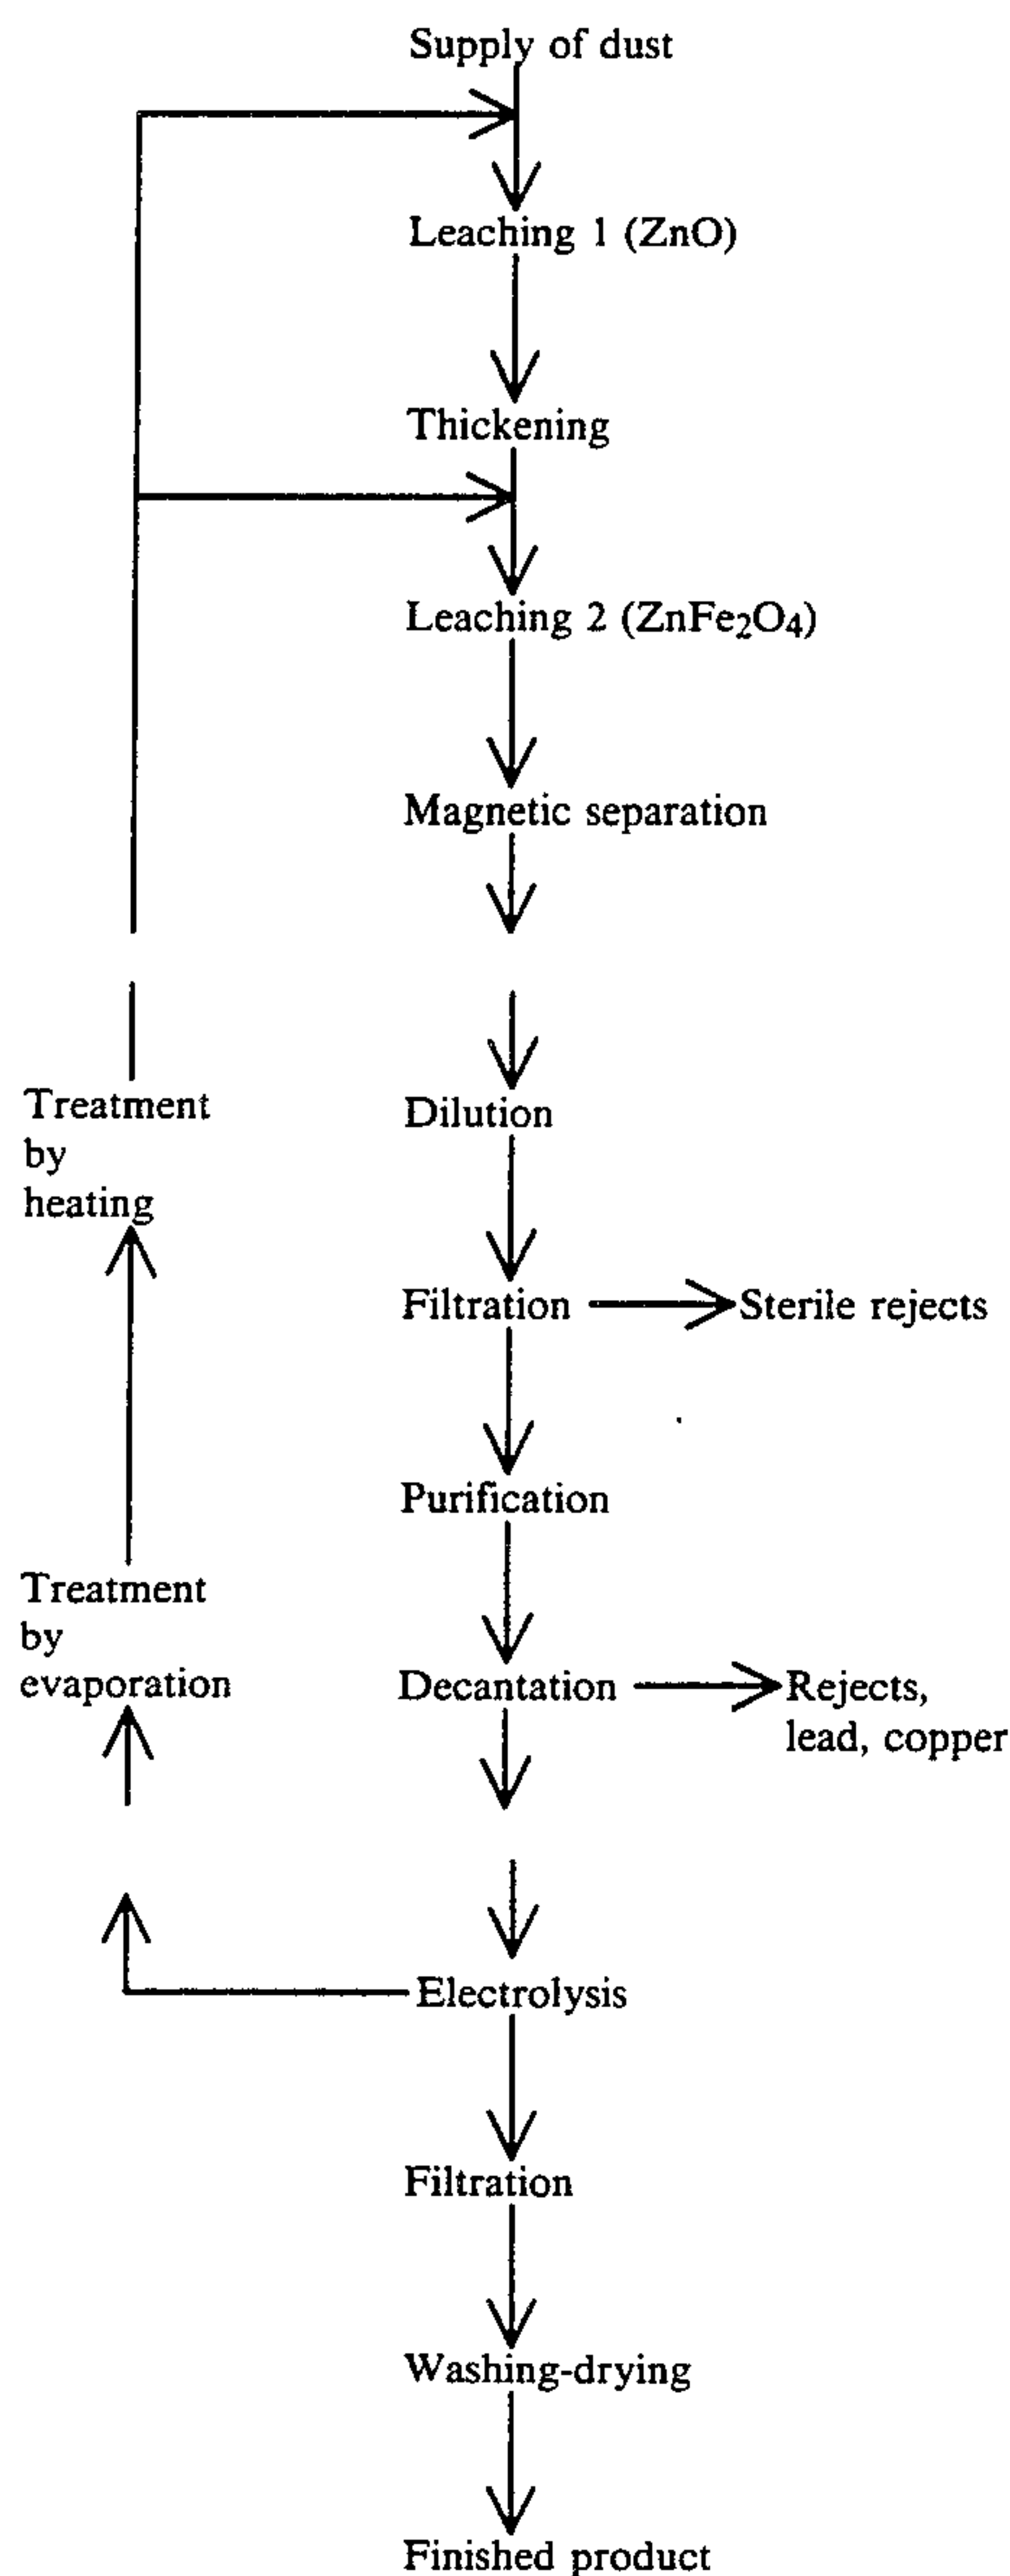 Supply of dust
Leaching 1 (ZnO)
Thickening
Leaching 2 (ZnFe₂O₄)
Magnetic separation
Treatment
by
heating
Dilution
Filtration
Sterile rejects
Purification
Treatment
by
evaporation
Decantation
Rejects,
lead, copper
Electrolysis
Filtration
Washing-drying
Finished product